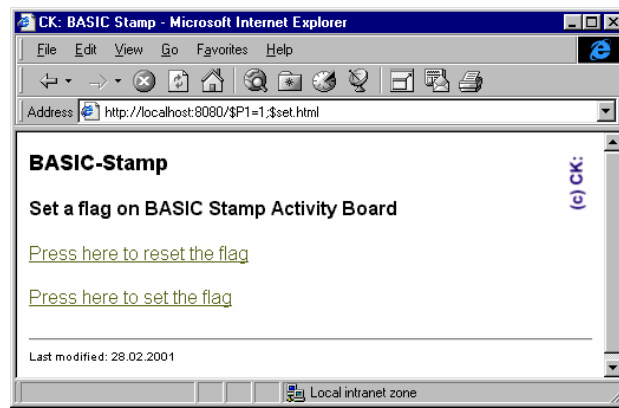 CK: BASIC Stamp - Microsoft Internet Explorer
File Edit View Go Favorites Help
Address http://localhost:8080/$P1=1;$set.html
BASIC-Stamp
(c) CK:
Set a flag on BASIC Stamp Activity Board
Press here to reset the flag
Press here to set the flag
Last modified: 28.02.2001
Local intranet zone